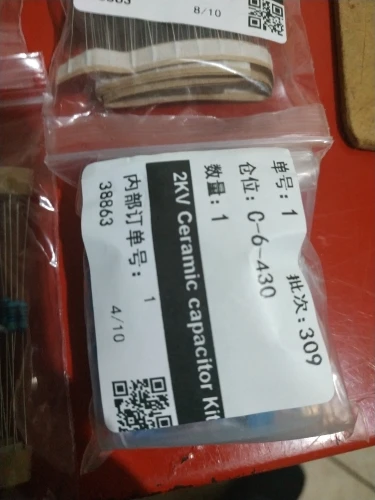 8/10
单号：1
批次：309
仓位：C-6-430
数量：1
2KV Ceramic capacitor Kit
内部订单号： 1
38863
4/10